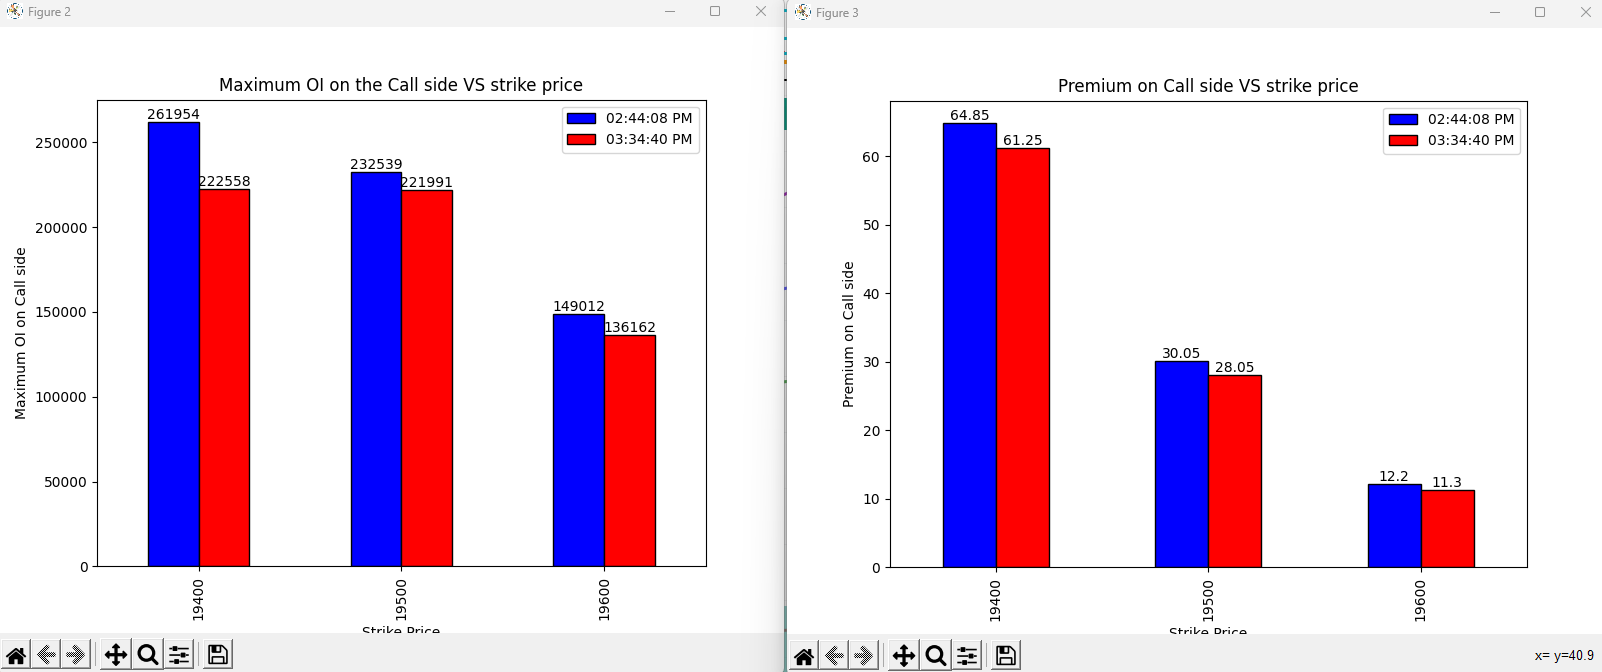 Figure 2
Maximum OI on the Call side VS strike price
02:44:08 PM
03:34:40 PM
261954
222558
232539
221991
149012
136162
250000
200000
150000
100000
50000
0
Maximum OI on Call side
19400
19500
19600
Strike Price
Figure 3
Premium on Call side VS strike price
02:44:08 PM
03:34:40 PM
64.85
61.25
30.05
28.05
12.2
11.3
60
50
40
30
20
10
0
Premium on Call side
19400
19500
19600
Strike Price
x= y=40.9